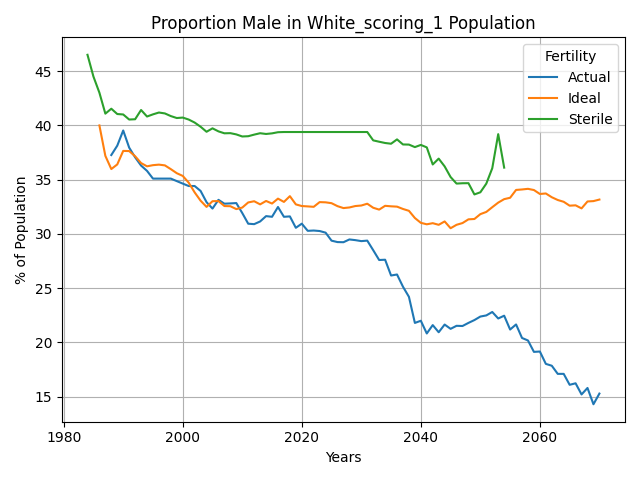 Proportion Male in White_scoring_1 Population
Fertility
Actual
Ideal
Sterile
% of Population
45
40
35
30
25
20
15
1980
2000
2020
2040
2060
Years